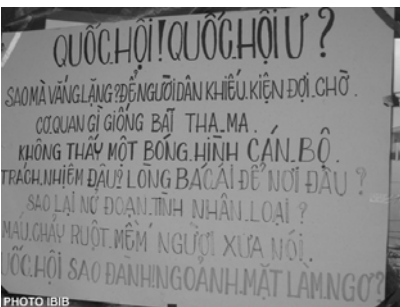 QUỐC.HỘI! QUỐC.HỘI Ư?
SAO MÀ VẮNG LẶNG? ĐỂ NGƯỜI DÂN KHIẾU.KIỆN ĐỢI.CHỜ.
CƠ.QUAN GÌ GIỐNG BÃI THA.MA.
KHÔNG THẤY MỘT BÓNG.HÌNH CÁN.BỘ.
TRÁCH.NHIỆM ĐÂU? LÒNG BÁC ÁI ĐỂ NƠI ĐÂU?
SAO LẠI NỠ ĐOẠN.TÌNH NHÂN.LOẠI?
MÁU.CHẢY RUỘT.MỀM NGƯỜI XƯA NÓI.
UỐC.HỘI SAO ĐÀNH!NGOẢNH.MẶT LÀM.NGƠ?
PHOTO IBIB